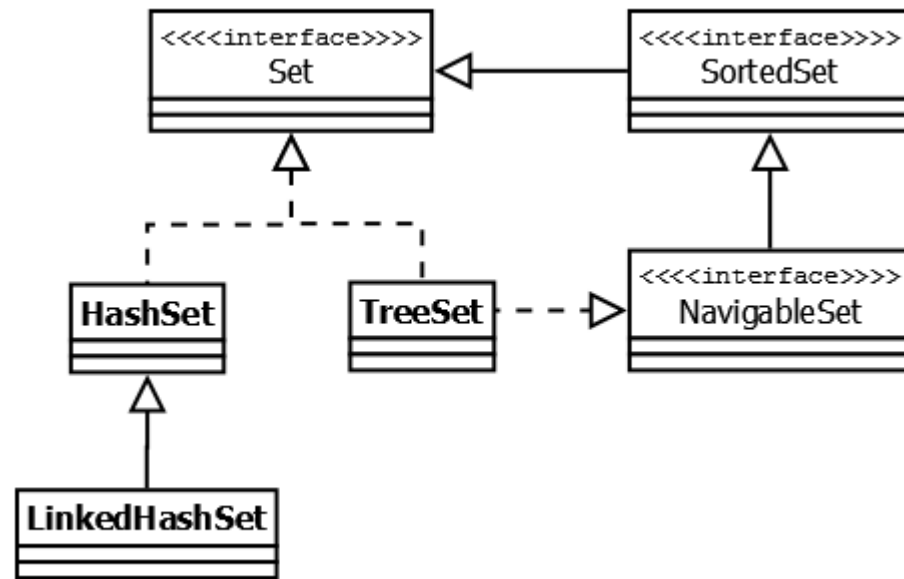 <<<<interface>>>>
Set
<<<<interface>>>>
SortedSet
HashSet
TreeSet
<<<<interface>>>>
NavigableSet
LinkedHashSet